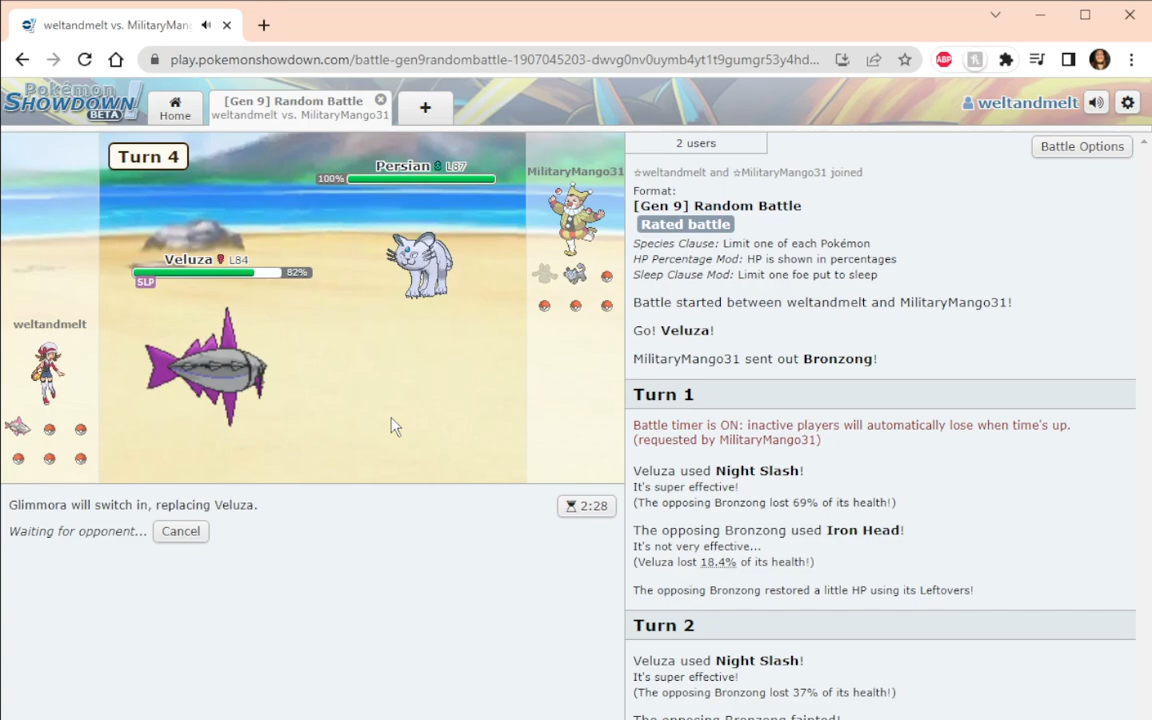 weltandmelt vs. MilitaryMan
play.pokemonshowdown.com/battle-gen9randombattle-1907045203-dwvg0nv0uymb4yt1t9gumgr53y4hd...
ABP
Pokémon
SHOWDOWN
BETA
Home
[Gen 9] Random Battle
weltandmelt vs. MilitaryMango31
weltandmelt
Turn 4
Persian L87
100%
MilitaryMango31
Veluza L84
82%
SLP
weltandmelt
Glimmora will switch in, replacing Veluza.
2:28
Waiting for opponent... Cancel
2 users
Battle Options
☆weltandmelt and ☆MilitaryMango31 joined
Format:
[Gen 9] Random Battle
Rated battle
Species Clause: Limit one of each Pokémon
HP Percentage Mod: HP is shown in percentages
Sleep Clause Mod: Limit one foe put to sleep
Battle started between weltandmelt and MilitaryMango31!
Go! Veluza!
MilitaryMango31 sent out Bronzong!
Turn 1
Battle timer is ON: inactive players will automatically lose when time's up.
(requested by MilitaryMango31)
Veluza used Night Slash!
It's super effective!
(The opposing Bronzong lost 69% of its health!)
The opposing Bronzong used Iron Head!
It's not very effective...
(Veluza lost 18.4% of its health!)
The opposing Bronzong restored a little HP using its Leftovers!
Turn 2
Veluza used Night Slash!
It's super effective!
(The opposing Bronzong lost 37% of its health!)
The opposing Bronzong fainted!